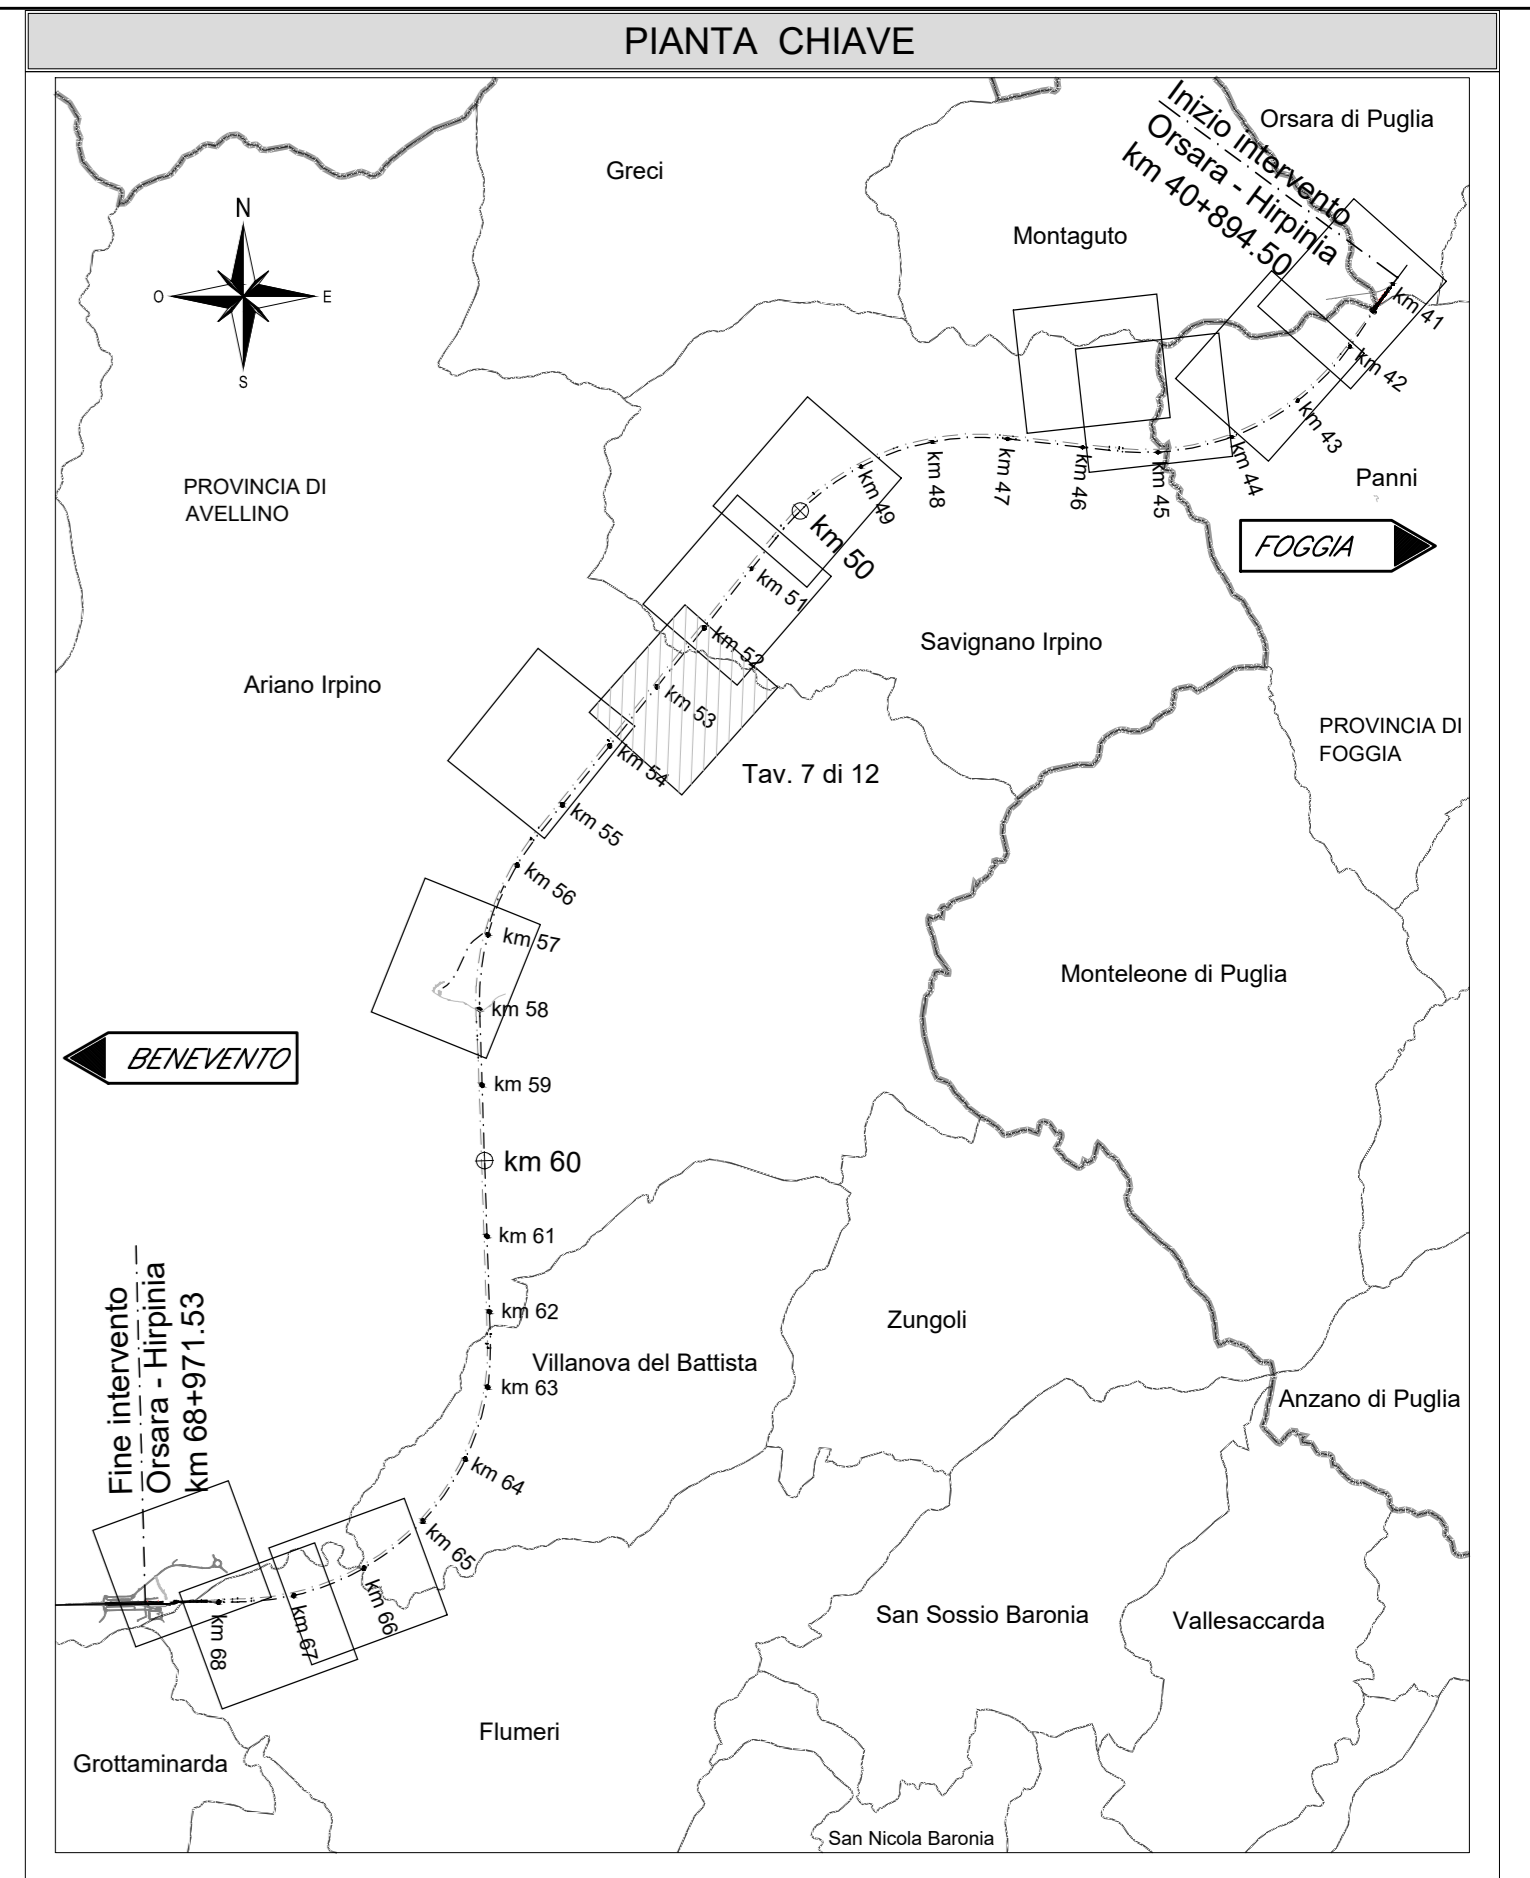 PIANTA CHIAVE
Inizio intervento
Orsara - Hirpinia
km 40+894.50
Orsara di Puglia
Greci
Montaguto
N
O
E
S
km 41
km 42
km 43
km 44
km 45
km 46
km 47
km 48
km 49
km 50
km 51
km 52
km 53
km 54
km 55
km 56
km 57
km 58
km 59
km 60
km 61
km 62
km 63
km 64
km 65
km 66
km 67
km 68
Panni
PROVINCIA DI
AVELLINO
FOGGIA
Savignano Irpino
Ariano Irpino
PROVINCIA DI
FOGGIA
Tav. 7 di 12
Monteleone di Puglia
BENEVENTO
Fine intervento
Orsara - Hirpinia
km 68+971.53
Zungoli
Villanova del Battista
Anzano di Puglia
San Sossio Baronia
Vallesaccarda
Flumeri
Grottaminarda
San Nicola Baronia